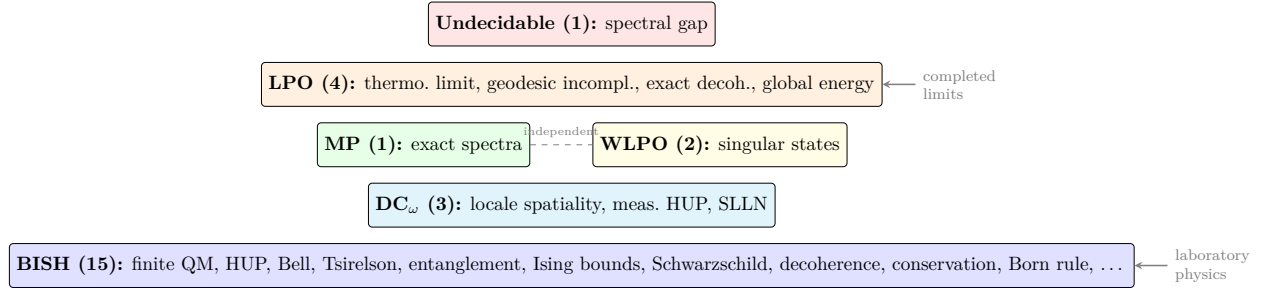 Undecidable (1): spectral gap
LPO (4): thermo. limit, geodesic incompl., exact decoh., global energy
completed
limits
MP (1): exact spectra
independent
WLPO (2): singular states
DCω (3): locale spatiality, meas. HUP, SLLN
BISH (15): finite QM, HUP, Bell, Tsirelson, entanglement, Ising bounds, Schwarzschild, decoherence, conservation, Born rule, ...
laboratory
physics